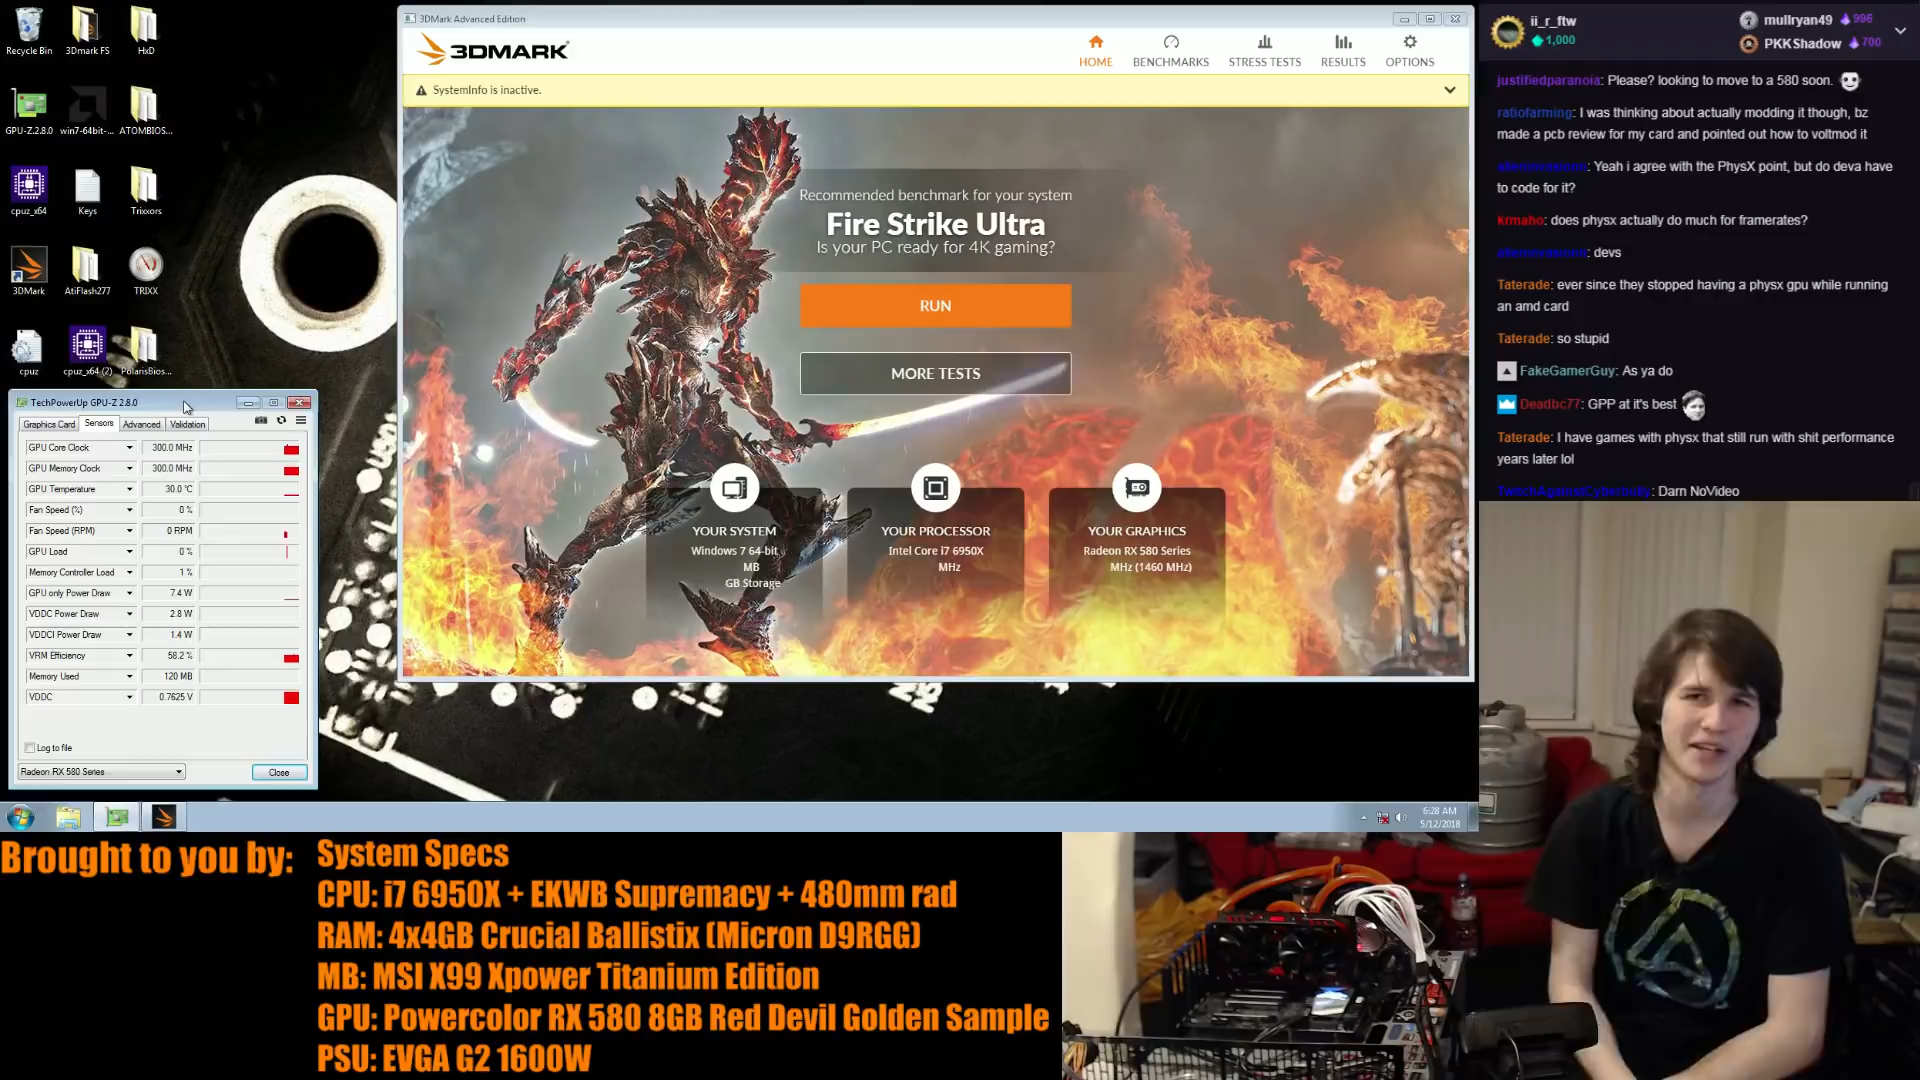 Recycle Bin
3Dmark FS
HxD
GPU-Z.2.8.0
win7-64bit-...
ATOMBIOS...
cpuz_x64
Keys
Trixxors
3DMark
AtiFlash277
TRIXX
cpuz
cpuz_x64 (2)
PolarisBios...
TechPowerUp GPU-Z 2.8.0
Graphics Card
Sensors
Advanced
Validation
GPU Core Clock
300.0 MHz
GPU Memory Clock
300.0 MHz
GPU Temperature
30.0 °C
Fan Speed (%)
0 %
Fan Speed (RPM)
0 RPM
GPU Load
0 %
Memory Controller Load
1 %
GPU only Power Draw
7.4 W
VDDC Power Draw
2.8 W
VDDCI Power Draw
1.4 W
VRM Efficiency
58.2 %
Memory Used
120 MB
VDDC
0.7625 V
Log to file
Radeon RX 580 Series
Close
3DMark Advanced Edition
3DMARK
HOME
BENCHMARKS
STRESS TESTS
RESULTS
OPTIONS
SystemInfo is inactive.
Recommended benchmark for your system
Fire Strike Ultra
Is your PC ready for 4K gaming?
RUN
MORE TESTS
YOUR SYSTEM
Windows 7 64-bit
MB
GB Storage
YOUR PROCESSOR
Intel Core i7 6950X
MHz
YOUR GRAPHICS
Radeon RX 580 Series
MHz (1460 MHz)
6:28 AM
5/12/2018
ii_r_ftw
1,000
mullryan49 996
PKKShadow 700
justifiedparanoia: Please? looking to move to a 580 soon.
ratiofarming: I was thinking about actually modding it though, bz
made a pcb review for my card and pointed out how to voltmod it
Yeah i agree with the PhysX point, but do deva have
to code for it?
krmaho: does physx actually do much for framerates?
: devs
Taterade: ever since they stopped having a physx gpu while running
an amd card
Taterade: so stupid
FakeGamerGuy: As ya do
Deadbc77: GPP at it's best
Taterade: I have games with physx that still run with shit performance
years later lol
: Darn NoVideo
Brought to you by:
System Specs
CPU: i7 6950X + EKWB Supremacy + 480mm rad
RAM: 4x4GB Crucial Ballistix (Micron D9RGG)
MB: MSI X99 Xpower Titanium Edition
GPU: Powercolor RX 580 8GB Red Devil Golden Sample
PSU: EVGA G2 1600W